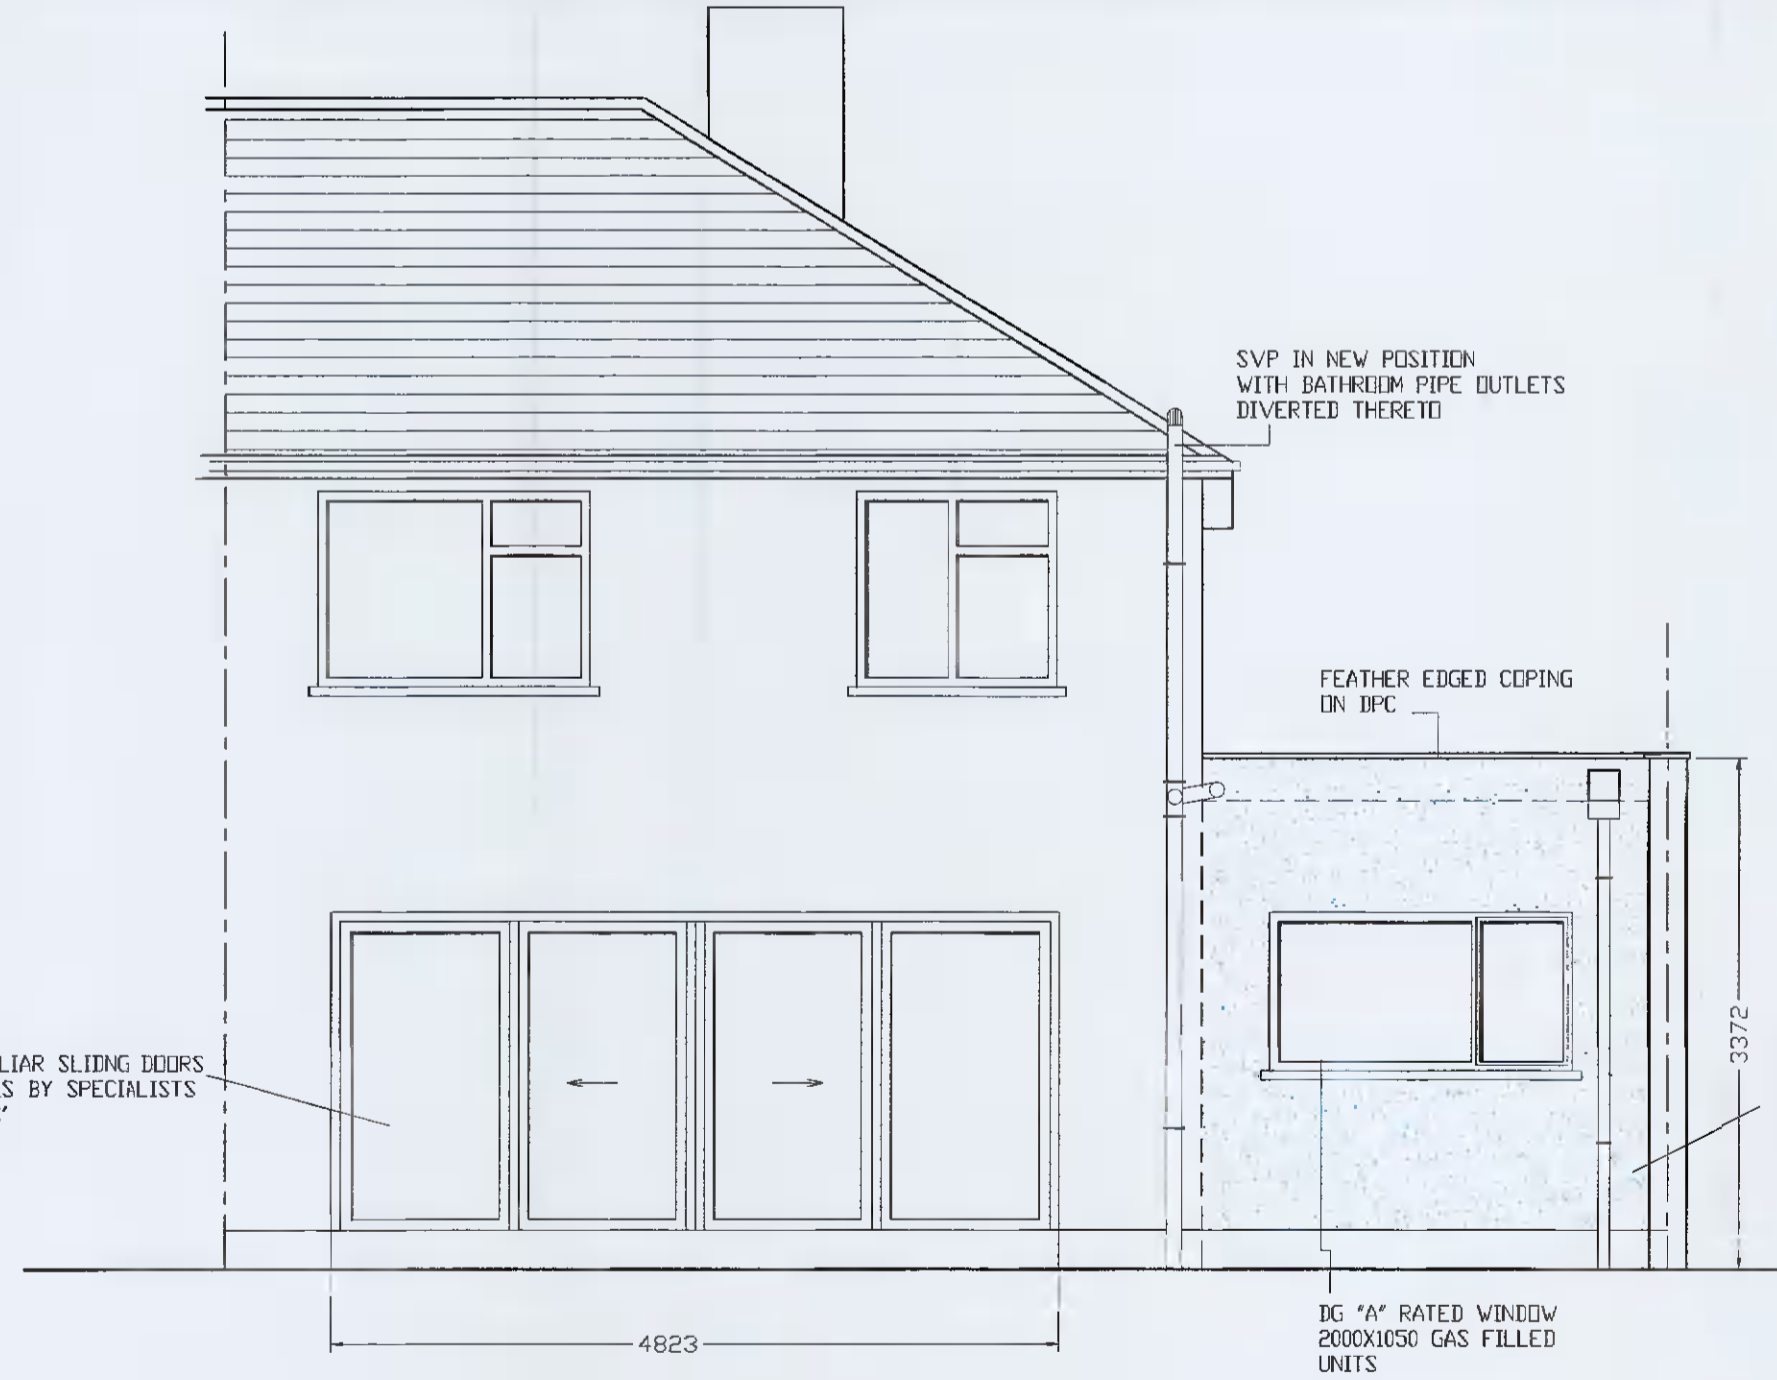 SVP IN NEW POSITION
WITH BATHROOM PIPE OUTLETS
DIVERTED THERETO
FEATHER EDGED COPING
ON DPC
3372
SLIDNG DOORS
BY SPECIALISTS
4823
DG "A" RATED WINDOW
2000X1050 GAS FILLED
UNITS